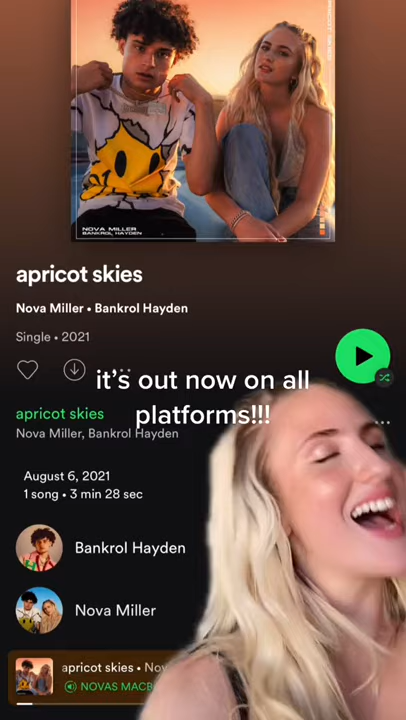 NOVA MILLER
BANKROL HAYDEN
apricot skies
Nova Miller • Bankrol Hayden
Single • 2021
it's out now on all
platforms!!!
apricot skies
Nova Miller, Bankrol Hayden
August 6, 2021
1 song • 3 min 28 sec
Bankrol Hayden
Nova Miller
apricot skies • Nov
NOVAS MACB